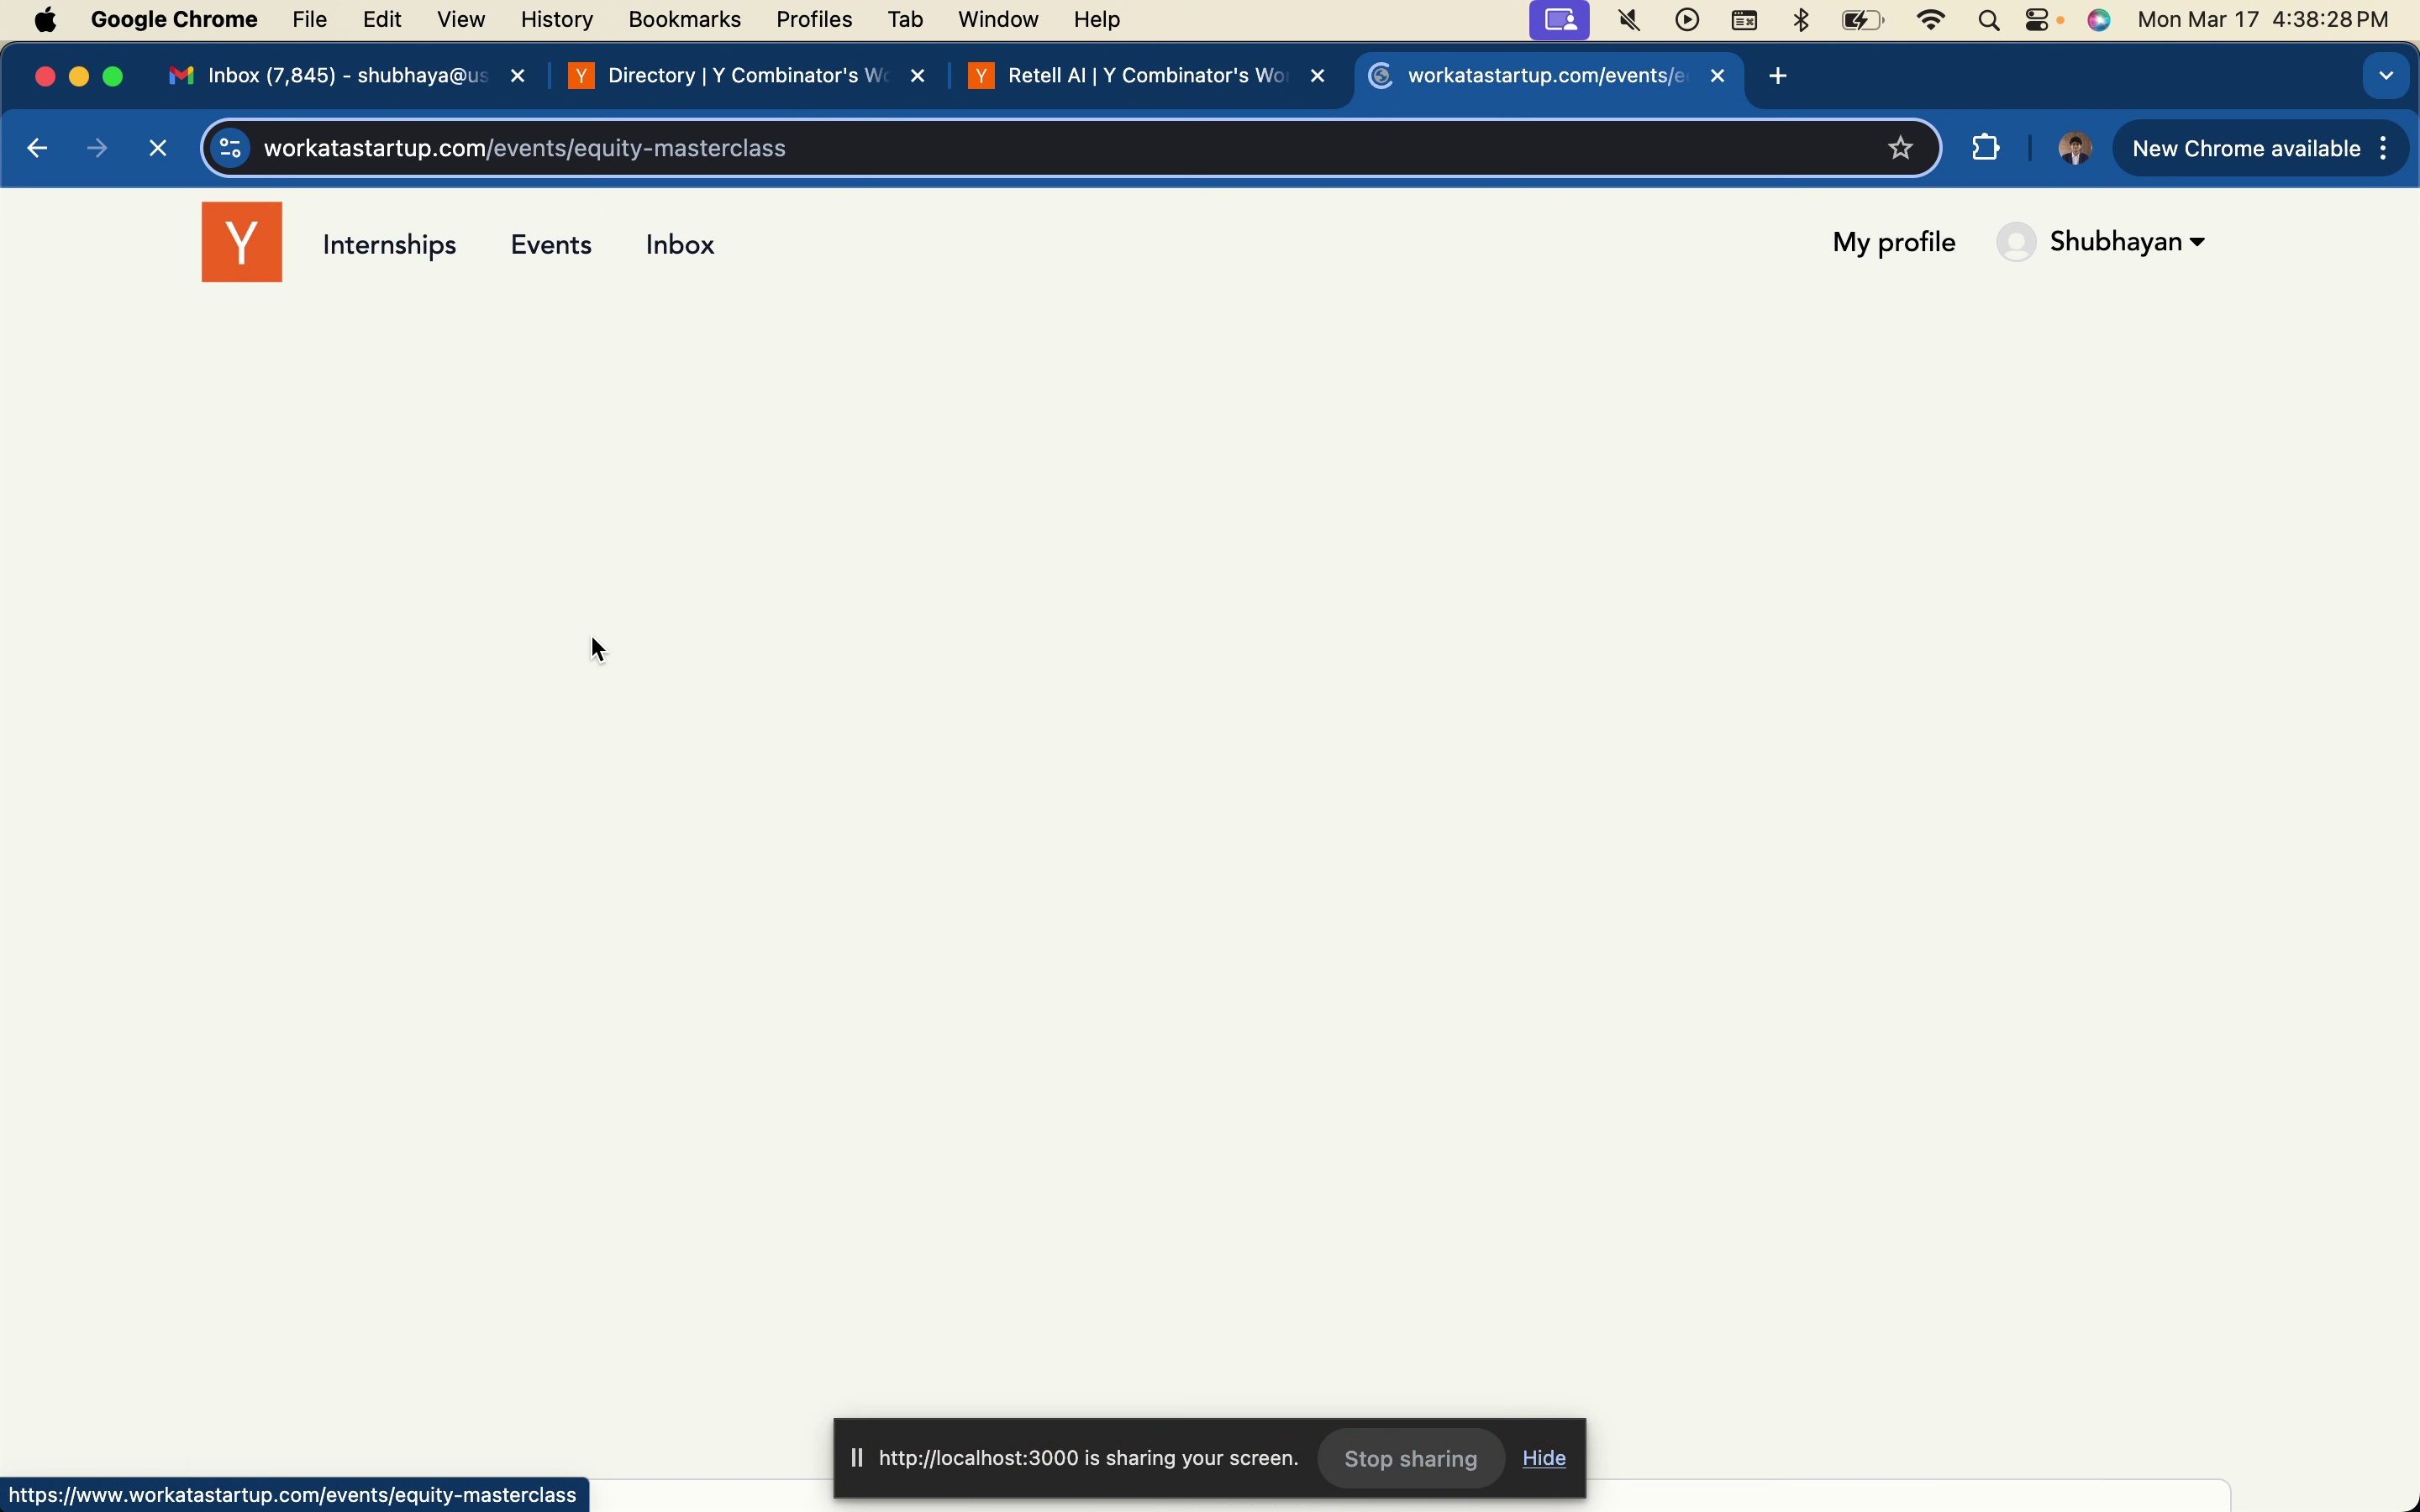 Google Chrome File Edit View History Bookmarks Profiles Tab Window Help Mon Mar 17 4:38:28 PM
Inbox (7,845) - shubhaya@us Directory | Y Combinator's Wo Retell AI | Y Combinator's Wor workatastartup.com/events/e
workatastartup.com/events/equity-masterclass New Chrome available
Y Internships Events Inbox My profile Shubhayan
http://localhost:3000 is sharing your screen. Stop sharing Hide
https://www.workatastartup.com/events/equity-masterclass